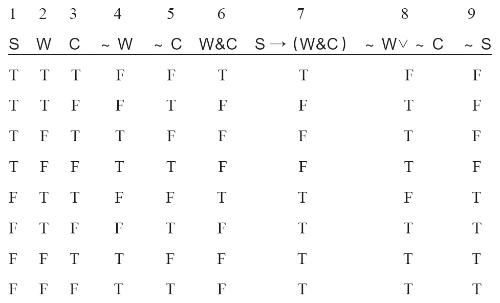 1 2 3 4 5 6 7 8 9
S W C ~ W ~ C W&C S → (W&C) ~ W∨ ~ C ~ S
T T T F F T T F F
T T F F T F F T F
T F T T F F F T F
T F F T T F F T F
F T T F F T T F T
F T F F T F T T T
F F T T F F T T T
F F F T T F T T T